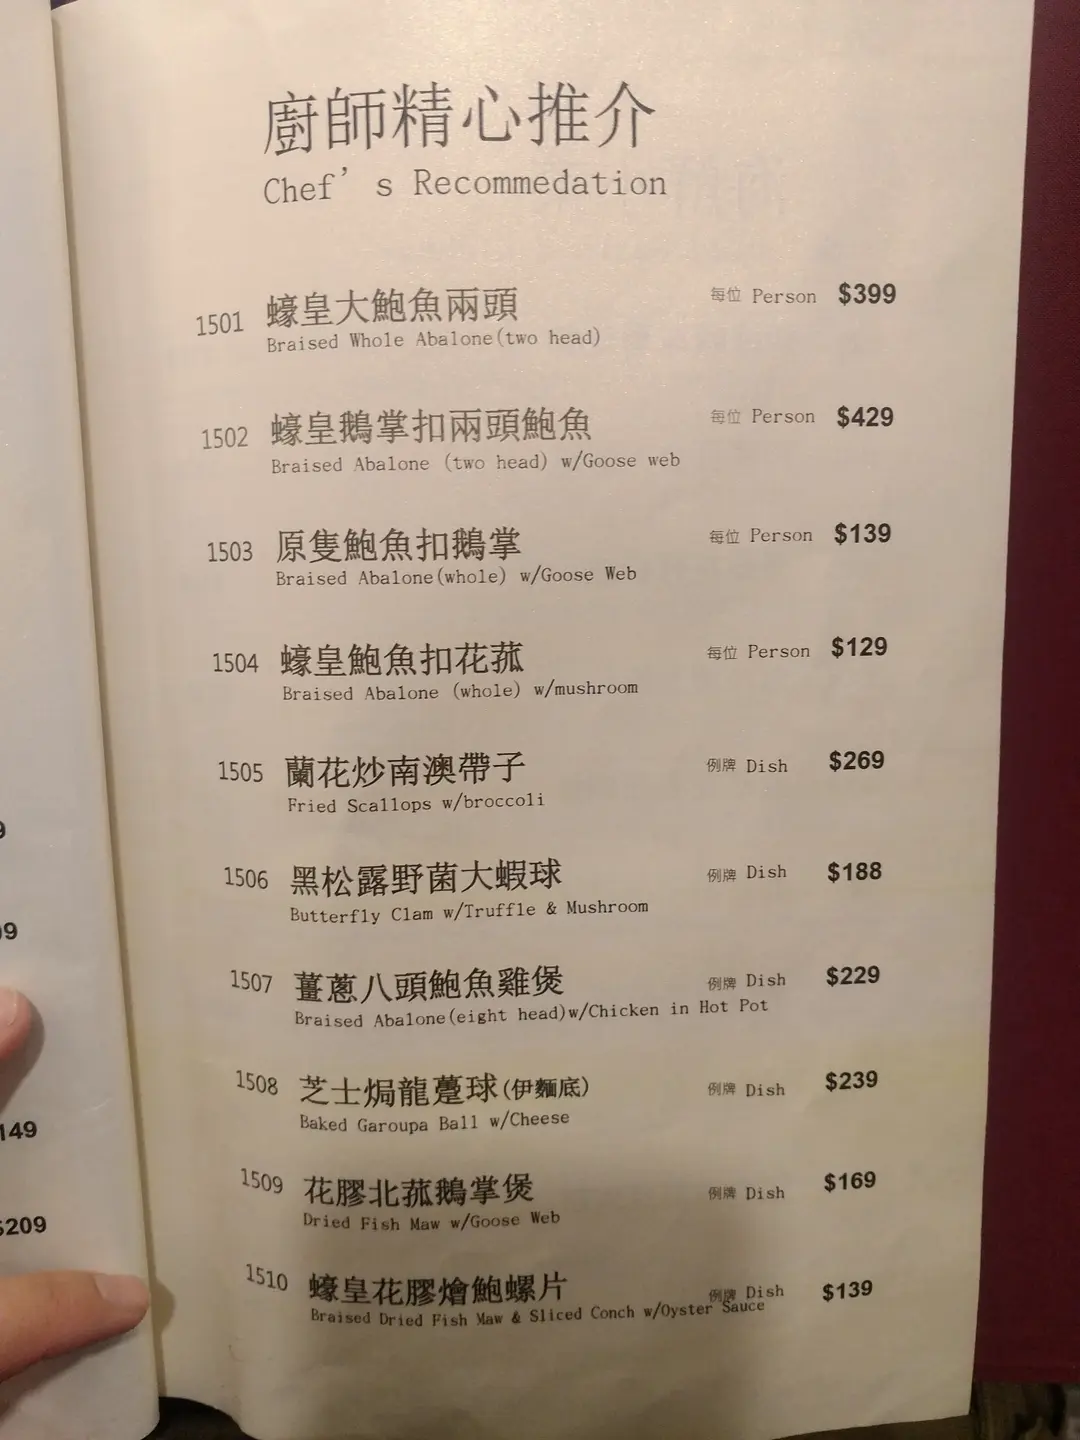 廚師精心推介
Chef's Recommedation
1501 蠔皇大鮑魚兩頭 每位 Person $399
Braised Whole Abalone(two head)
1502 蠔皇鵝掌扣兩頭鮑魚 每位 Person $429
Braised Abalone (two head) w/Goose web
1503 原隻鮑魚扣鵝掌 每位 Person $139
Braised Abalone(whole) w/Goose Web
1504 蠔皇鮑魚扣花菰 每位 Person $129
Braised Abalone (whole) w/mushroom
1505 蘭花炒南澳帶子 例牌 Dish $269
Fried Scallops w/broccoli
1506 黑松露野菌大蝦球 例牌 Dish $188
Butterfly Clam w/Truffle & Mushroom
1507 薑蔥八頭鮑魚雞煲 例牌 Dish $229
Braised Abalone(eight head)w/Chicken in Hot Pot
1508 芝士焗龍躉球(伊麵底) 例牌 Dish $239
Baked Garoupa Ball w/Cheese
1509 花膠北菰鵝掌煲 例牌 Dish $169
Dried Fish Maw w/Goose Web
1510 蠔皇花膠燴鮑螺片 例牌 Dish $139
Braised Dried Fish Maw & Sliced Conch w/Oyster Sauce
149
$209